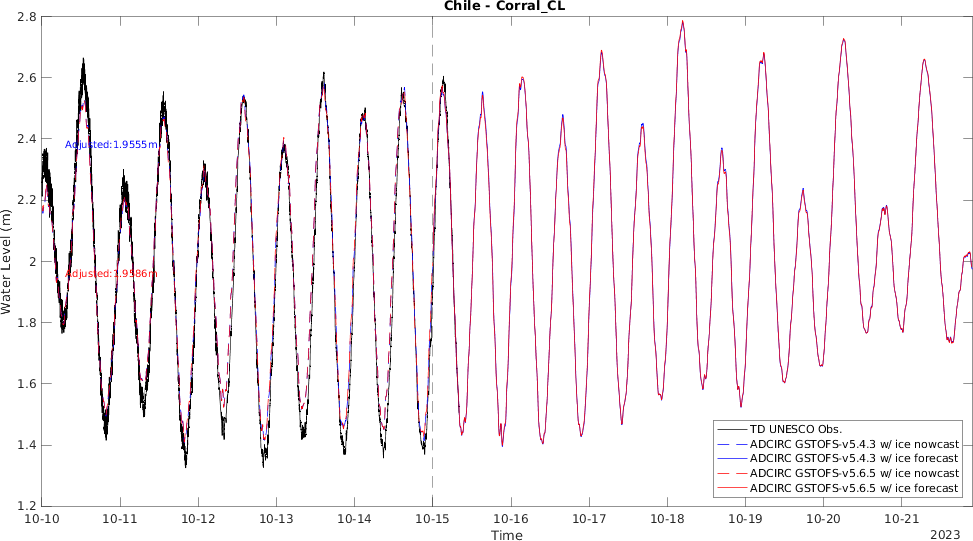 Chile - Corral_CL
2.8
2.6
2.4
2.2
2
1.8
1.6
1.4
1.2
Water Level (m)
Adjusted:1.9555m
Adjusted:1.9586m
TD UNESCO Obs.
ADCIRC GSTOFS-v5.4.3 w/ ice nowcast
ADCIRC GSTOFS-v5.4.3 w/ ice forecast
ADCIRC GSTOFS-v5.6.5 w/ ice nowcast
ADCIRC GSTOFS-v5.6.5 w/ ice forecast
10-10 10-11 10-12 10-13 10-14 10-15 10-16 10-17 10-18 10-19 10-20 10-21
Time
2023